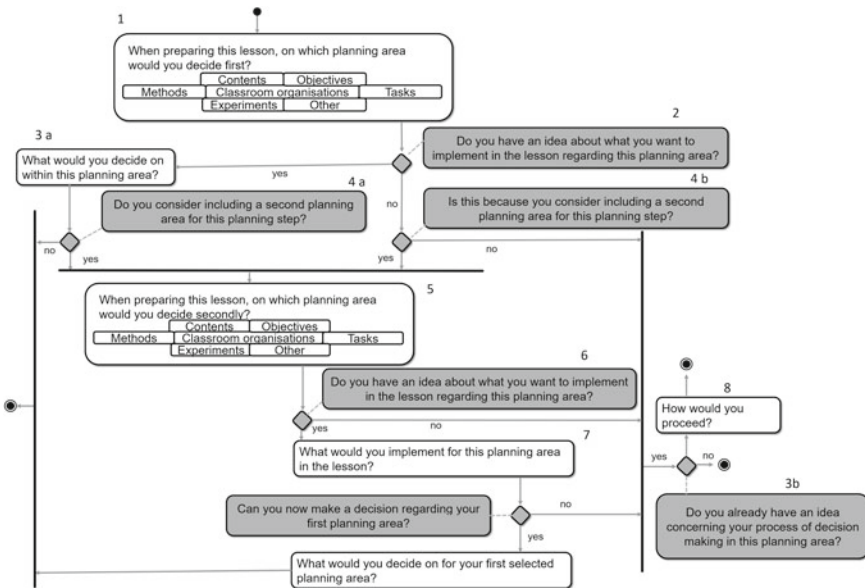 1
When preparing this lesson, on which planning area
would you decide first?
Contents Objectives
Methods Classroom organisations Tasks
Experiments Other
2
Do you have an idea about what you want to
implement in the lesson regarding this planning area?
3 a
What would you decide on
within this planning area?
yes
no
4 a
Do you consider including a second planning
area for this planning step?
4 b
Is this because you consider including a second
planning area for this planning step?
no
yes
yes
no
5
When preparing this lesson, on which planning area
would you decide secondly?
Contents Objectives
Methods Classroom organisations Tasks
Experiments Other
6
Do you have an idea about what you want to implement
in the lesson regarding this planning area?
yes
no
7
What would you implement for this planning area
in the lesson?
8
How would you
proceed?
yes
no
3b
Do you already have an idea
concerning your process of decision
making in this planning area?
Can you now make a decision regarding your
first planning area?
no
yes
What would you decide on for your first selected
planning area?